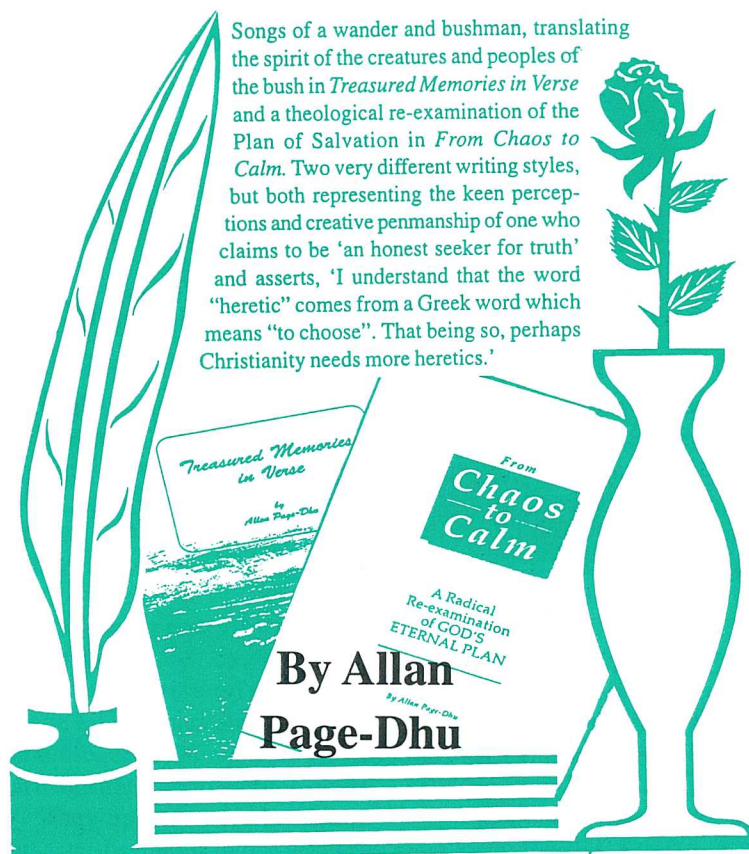 Songs of a wander and bushman, translating
the spirit of the creatures and peoples of
the bush in Treasured Memories in Verse
and a theological re-examination of the
Plan of Salvation in From Chaos to
Calm. Two very different writing styles,
but both representing the keen percep-
tions and creative penmanship of one who
claims to be 'an honest seeker for truth'
and asserts, 'I understand that the word
"heretic" comes from a Greek word which
means "to choose". That being so, perhaps
Christianity needs more heretics.'
Treasured Memories
in Verse
by
Allan Page-Dhu
From
Chaos
to
Calm
A Radical
Re-examination
of GOD'S
ETERNAL PLAN
By Allan Page-Dhu
By Allan
Page-Dhu